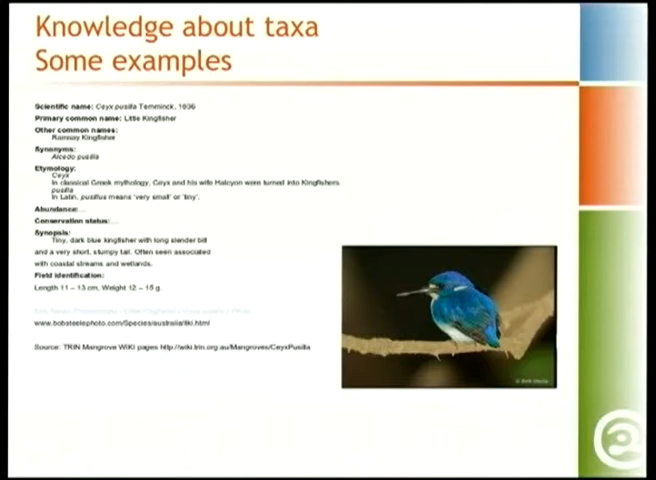 Knowledge about taxa
Some examples
Scientific name: Ceyx pusilla Temminck, 1836
Primary common name: Little Kingfisher
Other common names:
Ramsay Kingfisher
Synonyms:
Alcedo pusilla
Etymology:
Ceyx
In classical Greek mythology, Ceyx and his wife Halcyon were turned into Kingfishers
pusilla
In Latin, pusillus means 'very small' or 'tiny'.
Abundance:...
Conservation status:...
Synopsis:
Tiny, dark blue kingfisher with long slender bill
and a very short, stumpy tail. Often seen associated
with coastal streams and wetlands.
Field identification:
Length 11 – 13 cm, Weight 12 – 15 g.
www.bobsteelephoto.com/Species/australia/liki.html
Source: TRIN Mangrove WIKI pages http://wiki.trin.org.au/Mangroves/CeyxPusilla